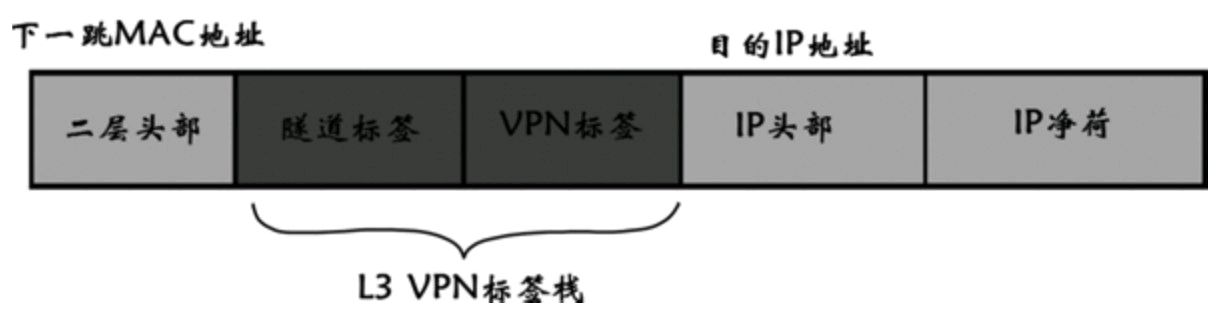 下一跳MAC地址
目的IP地址
二层头部
隧道标签
VPN标签
IP头部
IP净荷
L3 VPN标签栈